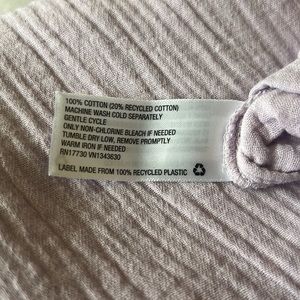 100% COTTON (20% RECYCLED COTTON)
MACHINE WASH COLD SEPARATELY
GENTLE CYCLE
ONLY NON-CHLORINE BLEACH IF NEEDED
TUMBLE DRY LOW, REMOVE PROMPTLY
WARM IRON IF NEEDED
RN17730 VN1343830
LABEL MADE FROM 100% RECYCLED PLASTIC